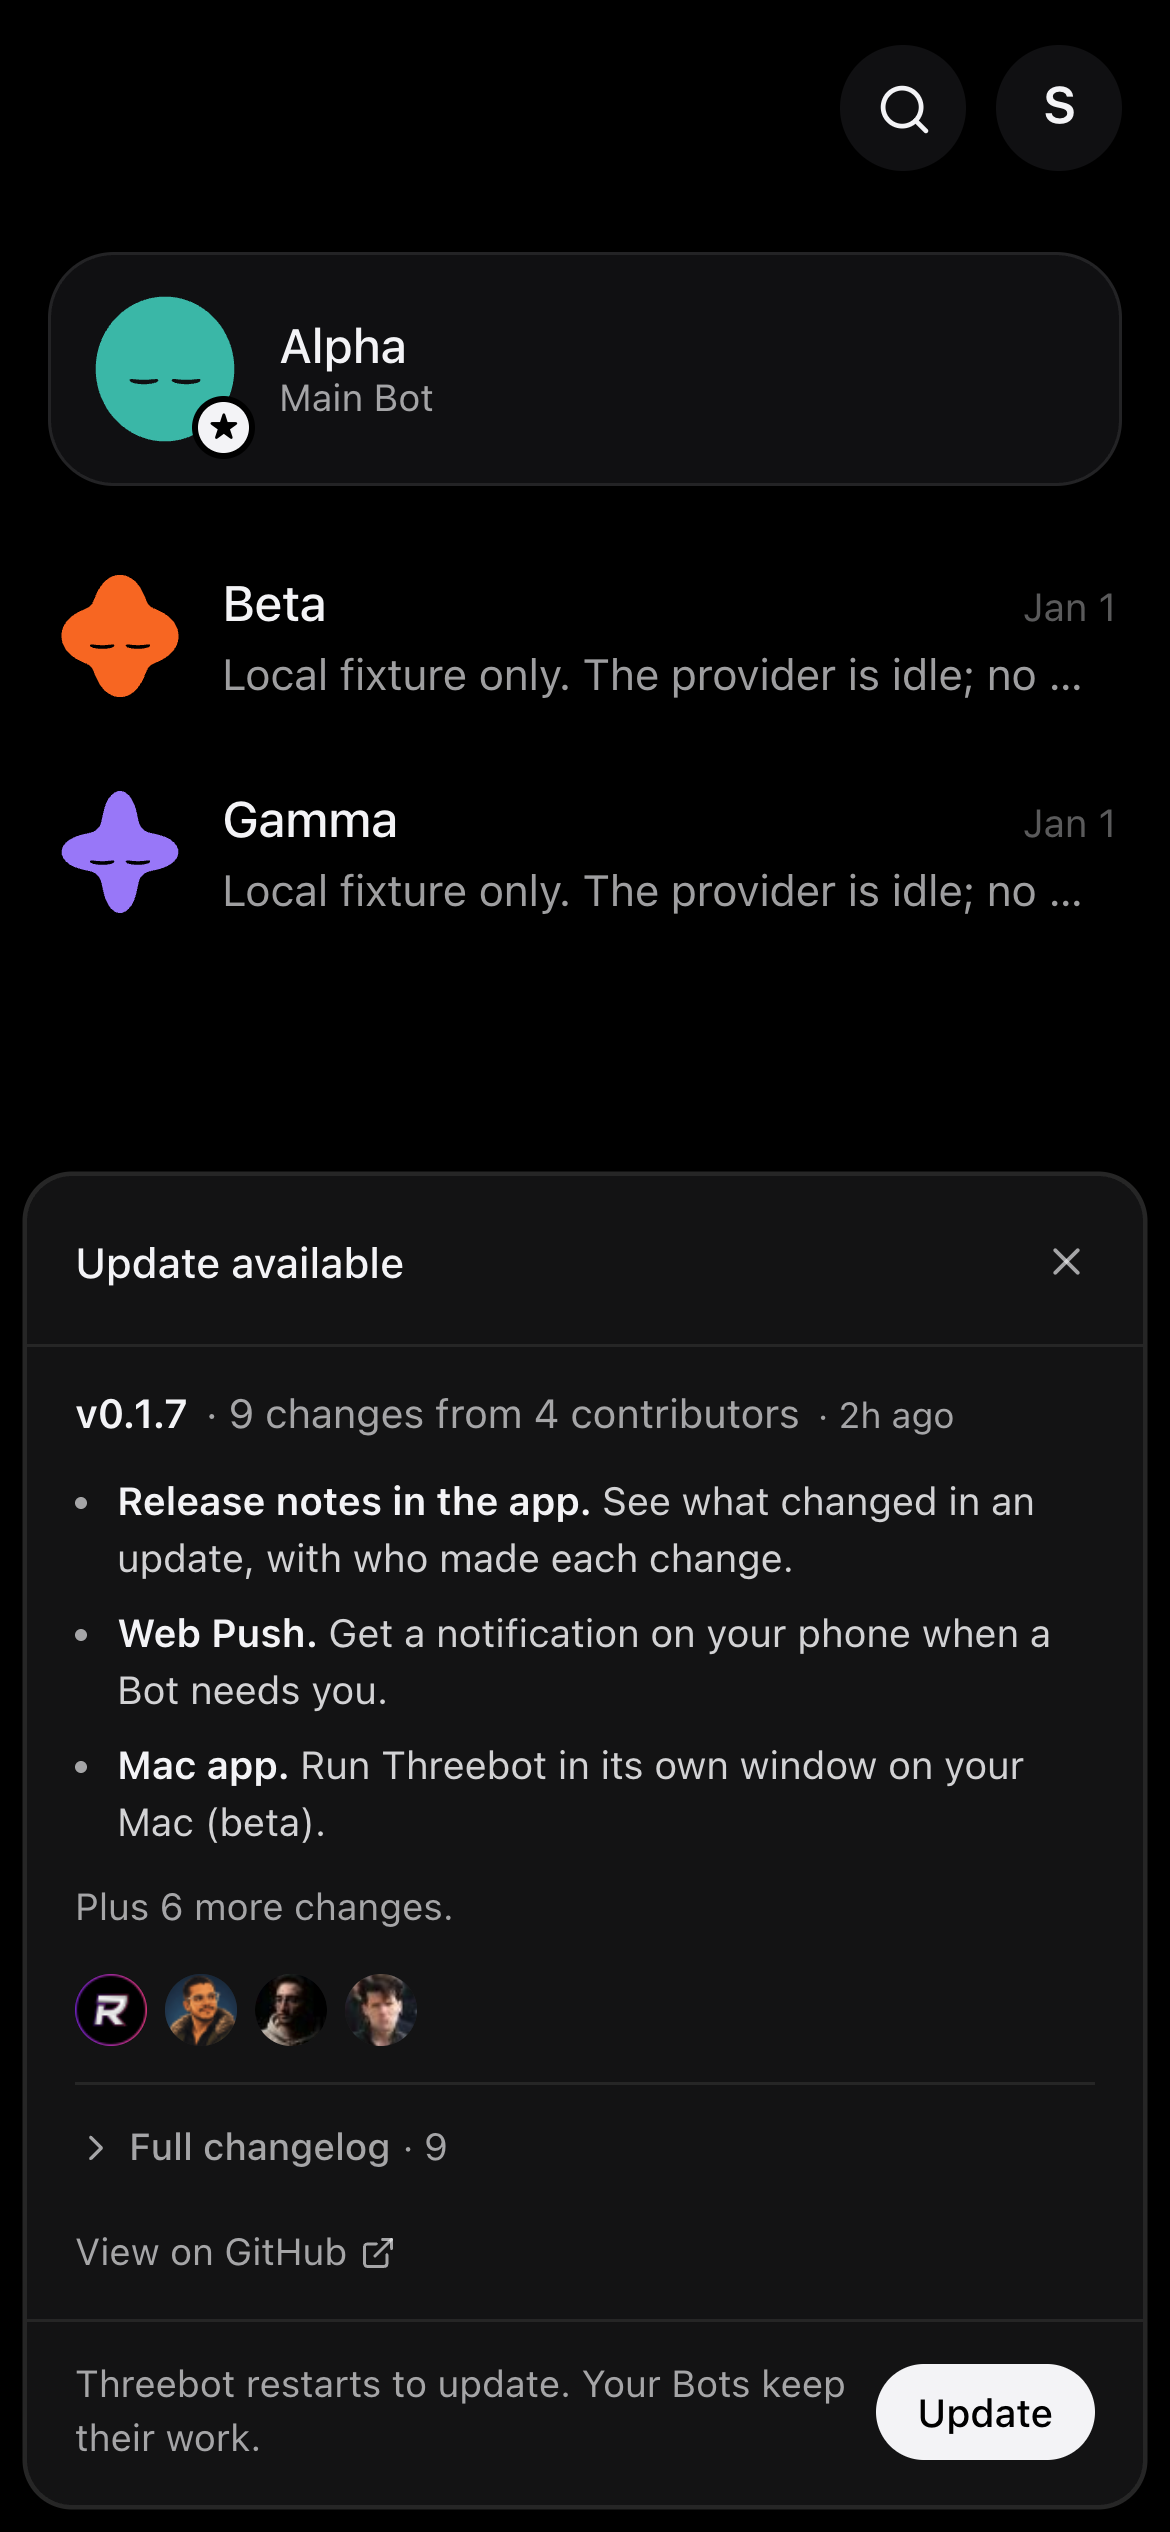 S
Alpha
Main Bot
Beta
Jan 1
Local fixture only. The provider is idle; no ...
Gamma
Jan 1
Local fixture only. The provider is idle; no ...
Update available
v0.1.7 · 9 changes from 4 contributors · 2h ago
• Release notes in the app. See what changed in an
update, with who made each change.
• Web Push. Get a notification on your phone when a
Bot needs you.
• Mac app. Run Threebot in its own window on your
Mac (beta).
Plus 6 more changes.
R
Full changelog · 9
View on GitHub
Threebot restarts to update. Your Bots keep
their work.
Update